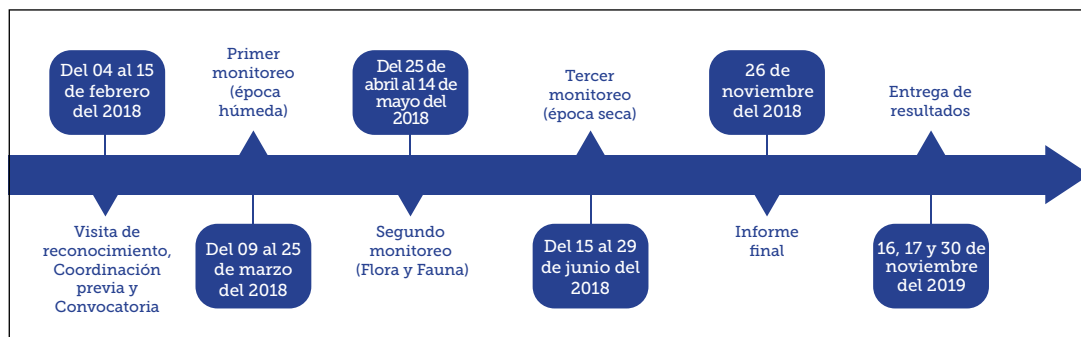 Del 04 al 15
de febrero
del 2018
Visita de
reconocimiento,
Coordinación
previa y
Convocatoria
Primer
monitoreo
(época
húmeda)
Del 09 al 25
de marzo
del 2018
Del 25 de
abril al 14 de
mayo del
2018
Segundo
monitoreo
(Flora y Fauna)
Tercer
monitoreo
(época seca)
Del 15 al 29
de junio del
2018
26 de
noviembre
del 2018
Informe
final
Entrega de
resultados
16, 17 y 30 de
noviembre
del 2019